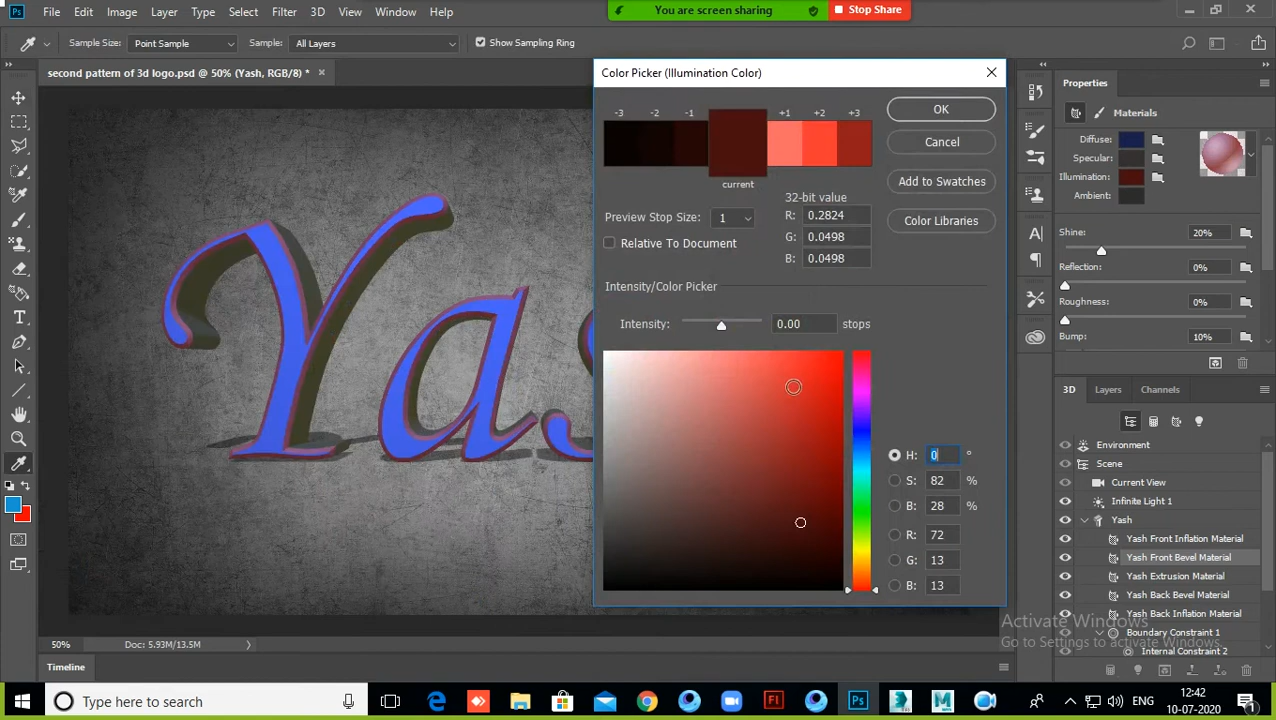 Ps File Edit Image Layer Type Select Filter 3D View Window Help
You are screen sharing Stop Share
Sample Size: Point Sample Sample: All Layers Show Sampling Ring
second pattern of 3d logo.psd @ 50% (Yash, RGB/8) *
Yas
Color Picker (Illumination Color)
-3 -2 -1 +1 +2 +3
current
OK
Cancel
Add to Swatches
Color Libraries
32-bit value
Preview Stop Size: 1
R: 0.2824
Relative To Document
G: 0.0498
B: 0.0498
Intensity/Color Picker
Intensity: 0.00 stops
H: 0 °
S: 82 %
B: 28 %
R: 72
G: 13
B: 13
Properties
Materials
Diffuse:
Specular:
Illumination:
Ambient:
Shine: 20%
Reflection: 0%
Roughness: 0%
Bump: 10%
3D Layers Channels
Environment
Scene
Current View
Infinite Light 1
Yash
Yash Front Inflation Material
Yash Front Bevel Material
Yash Extrusion Material
Yash Back Bevel Material
Yash Back Inflation Material
Boundary Constraint 1
Internal Constraint 2
Activate Windows
Go to Settings to activate Windows.
50% Doc: 5.93M/13.5M
Timeline
Type here to search
Fl
Ps
M
ENG
12:42
10-07-2020
1